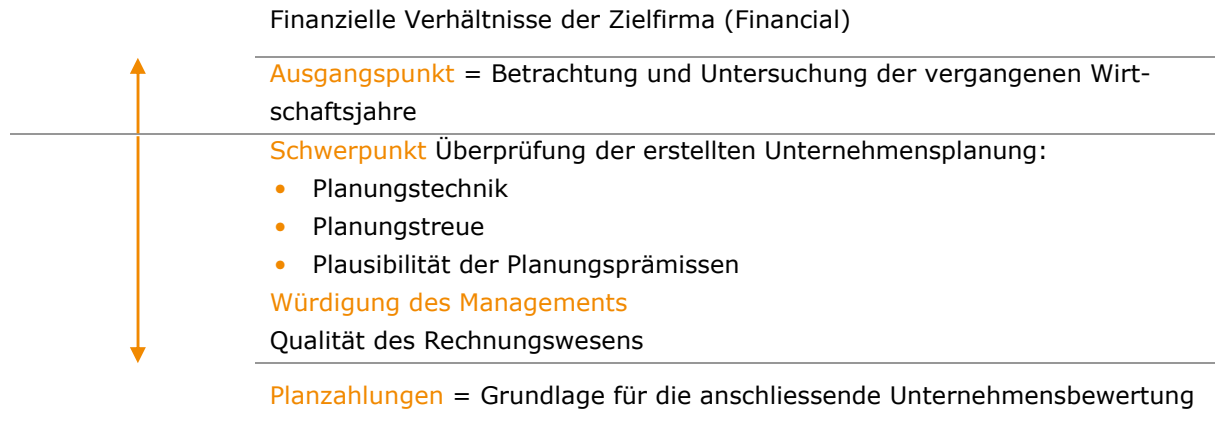 Finanzielle Verhältnisse der Zielfirma (Financial)
Ausgangspunkt = Betrachtung und Untersuchung der vergangenen Wirt-
schaftsjahre
Schwerpunkt Überprüfung der erstellten Unternehmensplanung:
• Planungstechnik
• Planungstreue
• Plausibilität der Planungsprämissen
Würdigung des Managements
Qualität des Rechnungswesens
Planzahlungen = Grundlage für die anschliessende Unternehmensbewertung